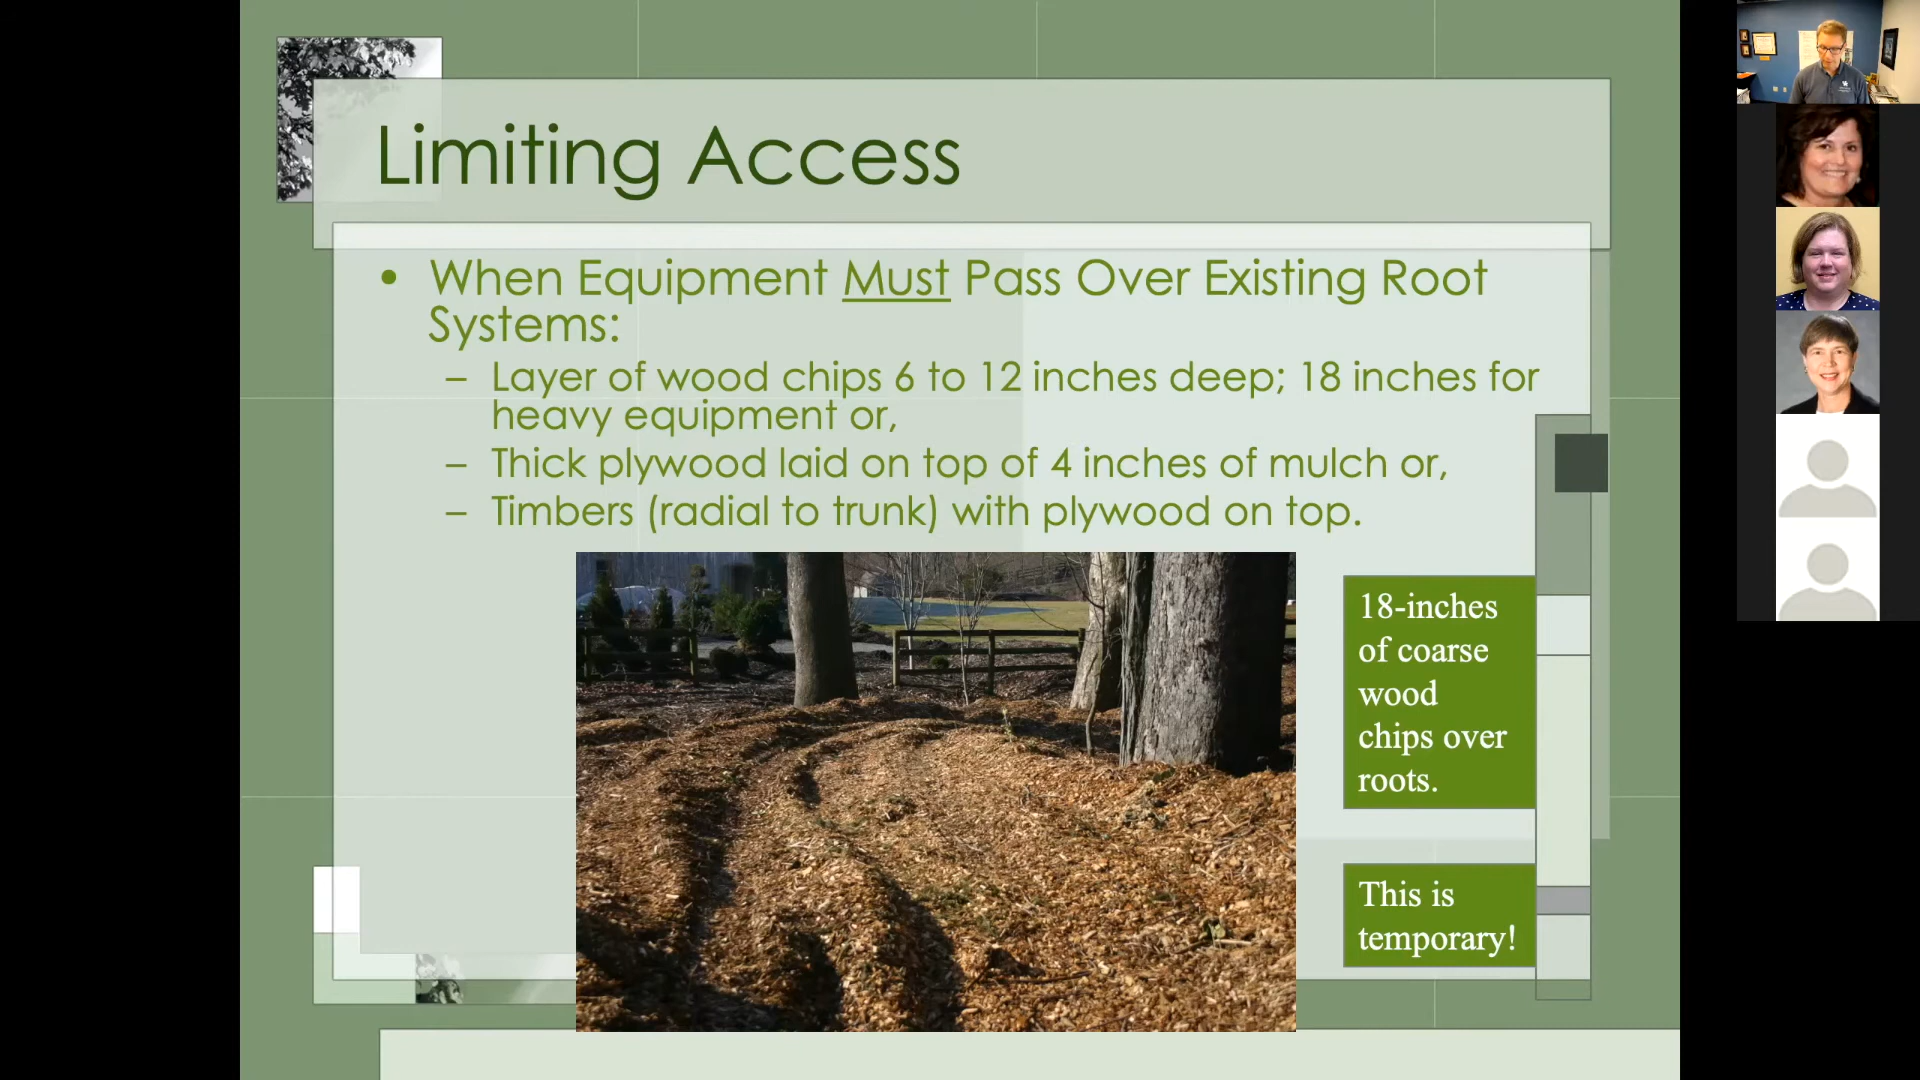 Limiting Access
• When Equipment Must Pass Over Existing Root
Systems:
– Layer of wood chips 6 to 12 inches deep; 18 inches for
heavy equipment or,
– Thick plywood laid on top of 4 inches of mulch or,
– Timbers (radial to trunk) with plywood on top.
18-inches
of coarse
wood
chips over
roots.
This is
temporary!